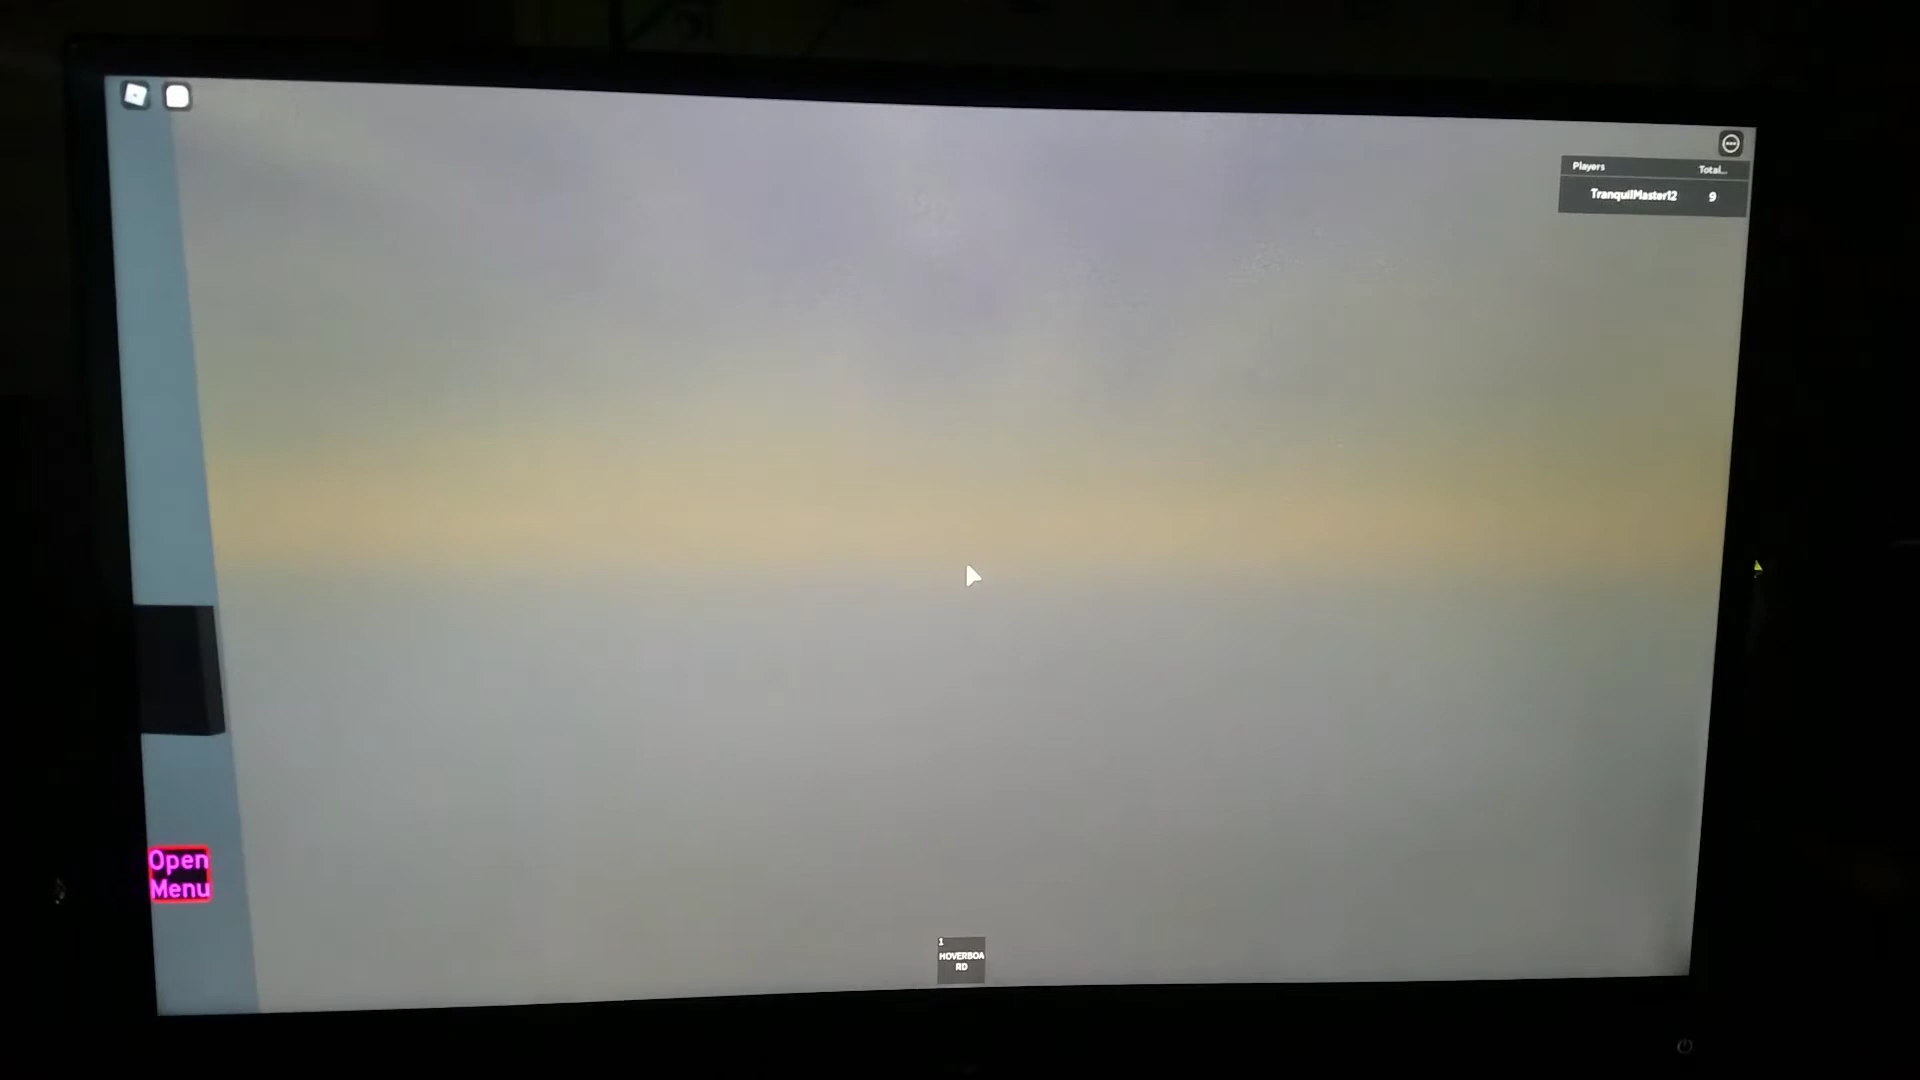 Players Total...
TranquilMaster12 9
Open
Menu
1
HOVERBOA
RD